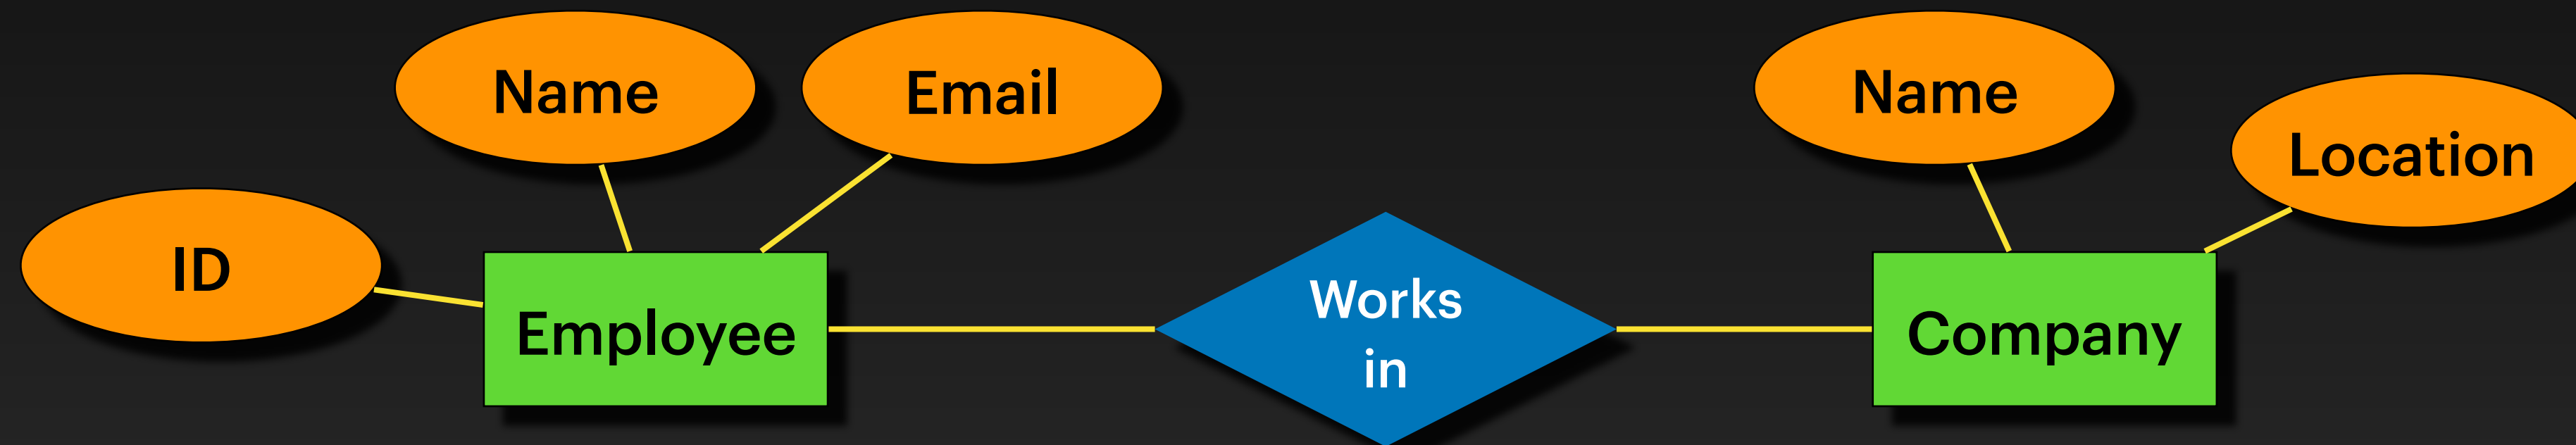 Name
Email
Name
Location
ID
Employee
Works
in
Company